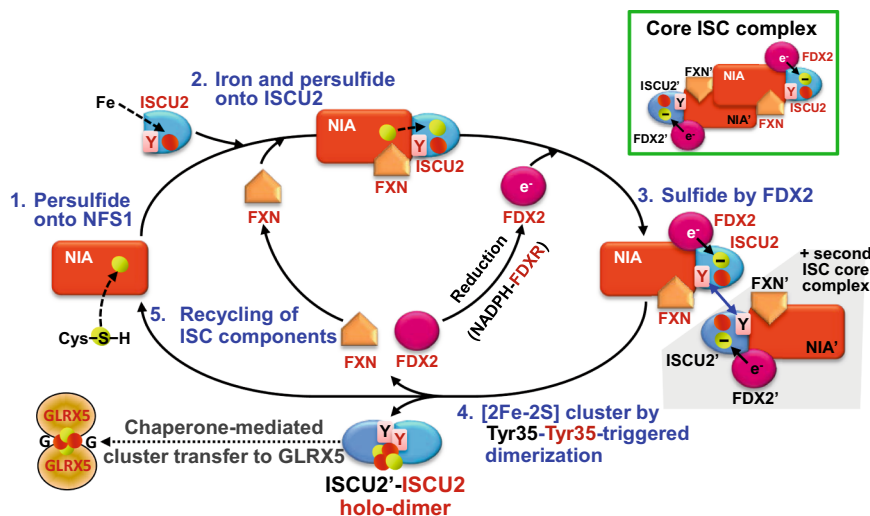 Core ISC complex
e-
FDX2
FXN'
NIA
ISCU2'
Y
Y
ISCU2
FXN
NIA'
e-
FDX2'
2. Iron and persulfide
onto ISCU2
Fe
ISCU2
Y
NIA
Y
ISCU2
FXN
FXN
e-
FDX2
1. Persulfide
onto NFS1
NIA
Cys-S-H
Reduction
(NADPH-FDXR)
3. Sulfide by FDX2
FDX2
e-
ISCU2
NIA
Y
FXN
+ second
ISC core
complex
FXN'
Y
ISCU2'
NIA'
e-
FDX2'
5. Recycling of
ISC components
FXN
FDX2
4. [2Fe-2S] cluster by
Tyr35-Tyr35-triggered
dimerization
Y
Y
ISCU2'-ISCU2
holo-dimer
Chaperone-mediated
cluster transfer to GLRX5
GLRX5
G G
GLRX5